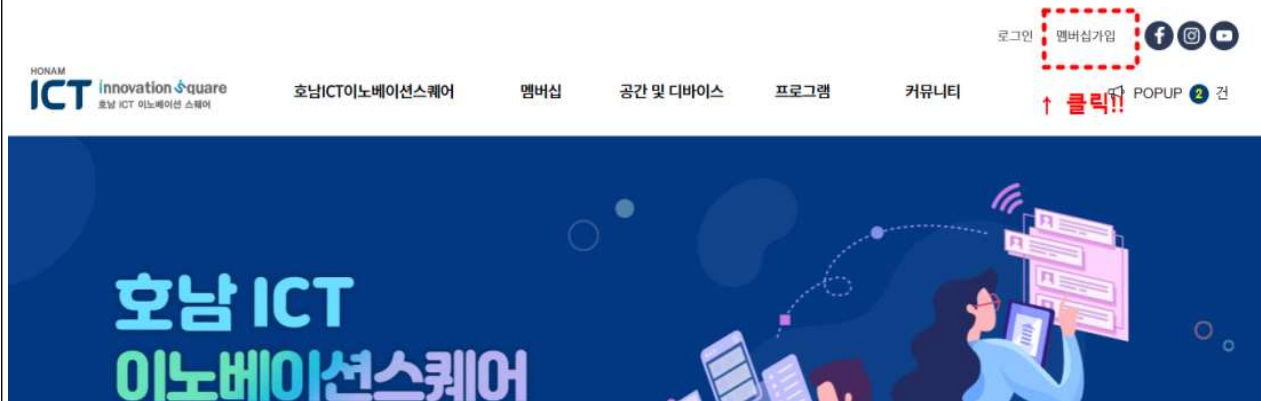 로그인 멤버십가입
HONAM
ICT innovation Square
호남 ICT 이노베이션 스퀘어
호남ICT이노베이션스퀘어 멤버십 공간 및 디바이스 프로그램 커뮤니티 POPUP 2 건
↑ 클릭!!
호남 ICT
이노베이션스퀘어